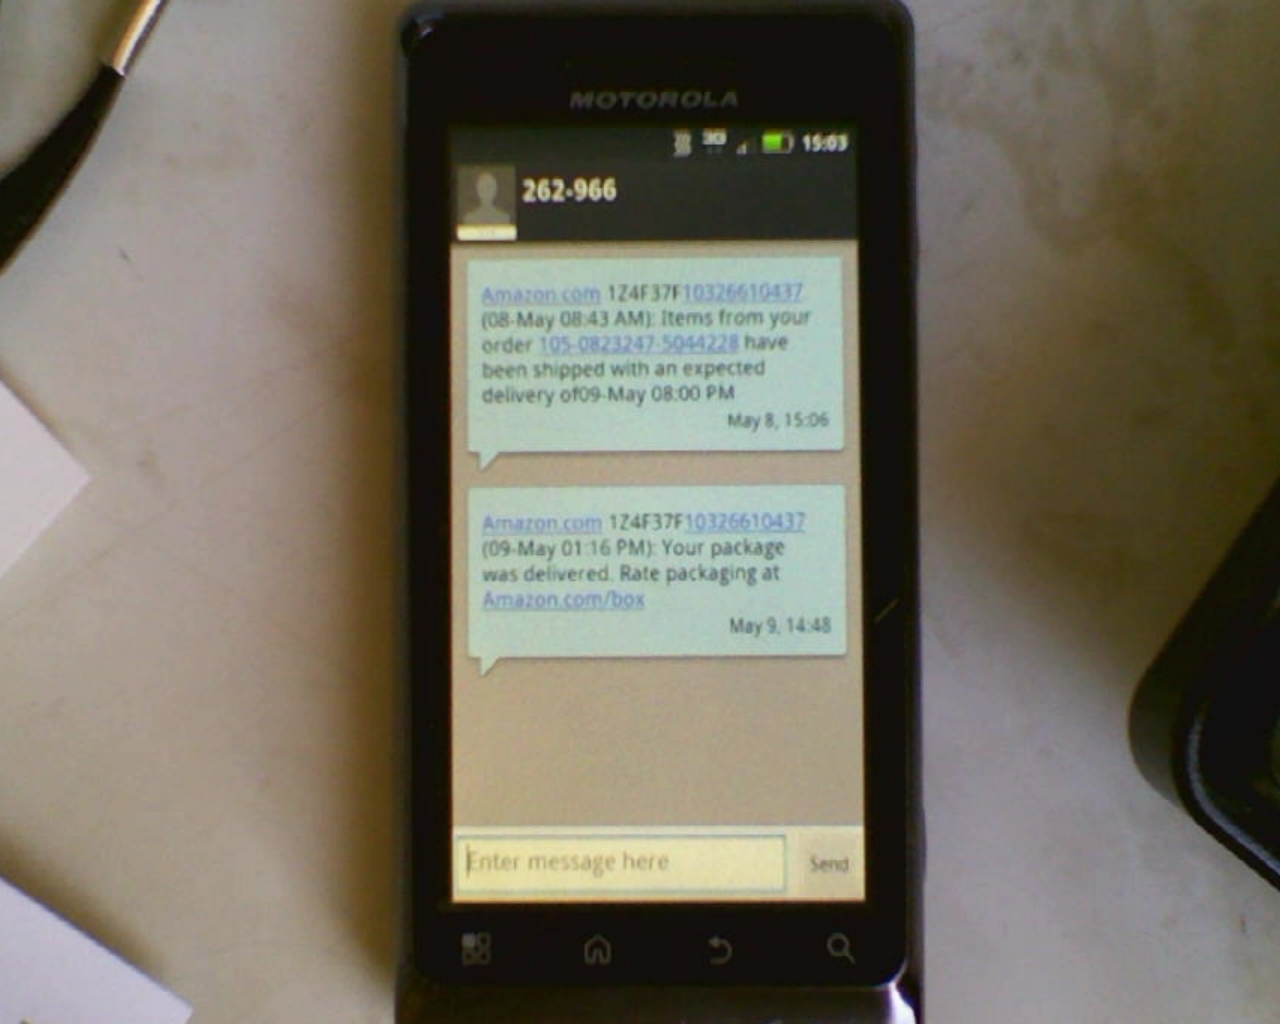 MOTOROLA
3G 15:03
262-966
Amazon.com 1Z4F37F10326610437
(08-May 08:43 AM): Items from your
order 105-0823247-5044228 have
been shipped with an expected
delivery of09-May 08:00 PM
May 8, 15:06
Amazon.com 1Z4F37F10326610437
(09-May 01:16 PM): Your package
was delivered. Rate packaging at
Amazon.com/box
May 9, 14:48
Enter message here
Send